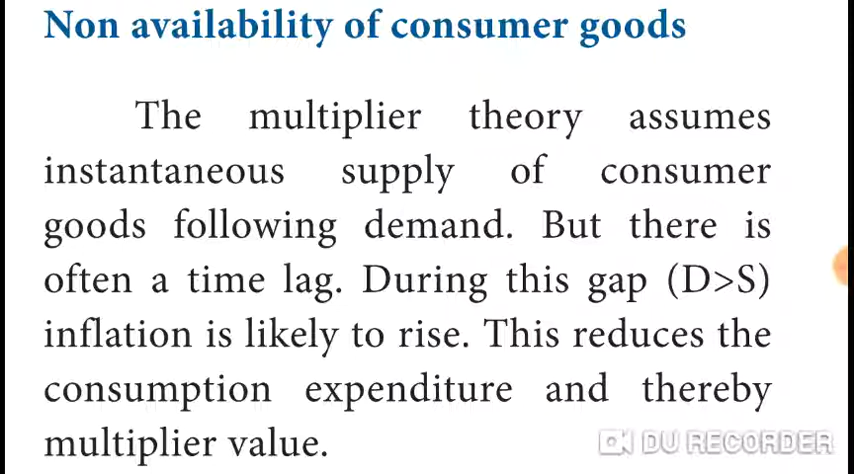 Non availability of consumer goods
The multiplier theory assumes
instantaneous supply of consumer
goods following demand. But there is
often a time lag. During this gap (D>S)
inflation is likely to rise. This reduces the
consumption expenditure and thereby
multiplier value.
DU RECORDER